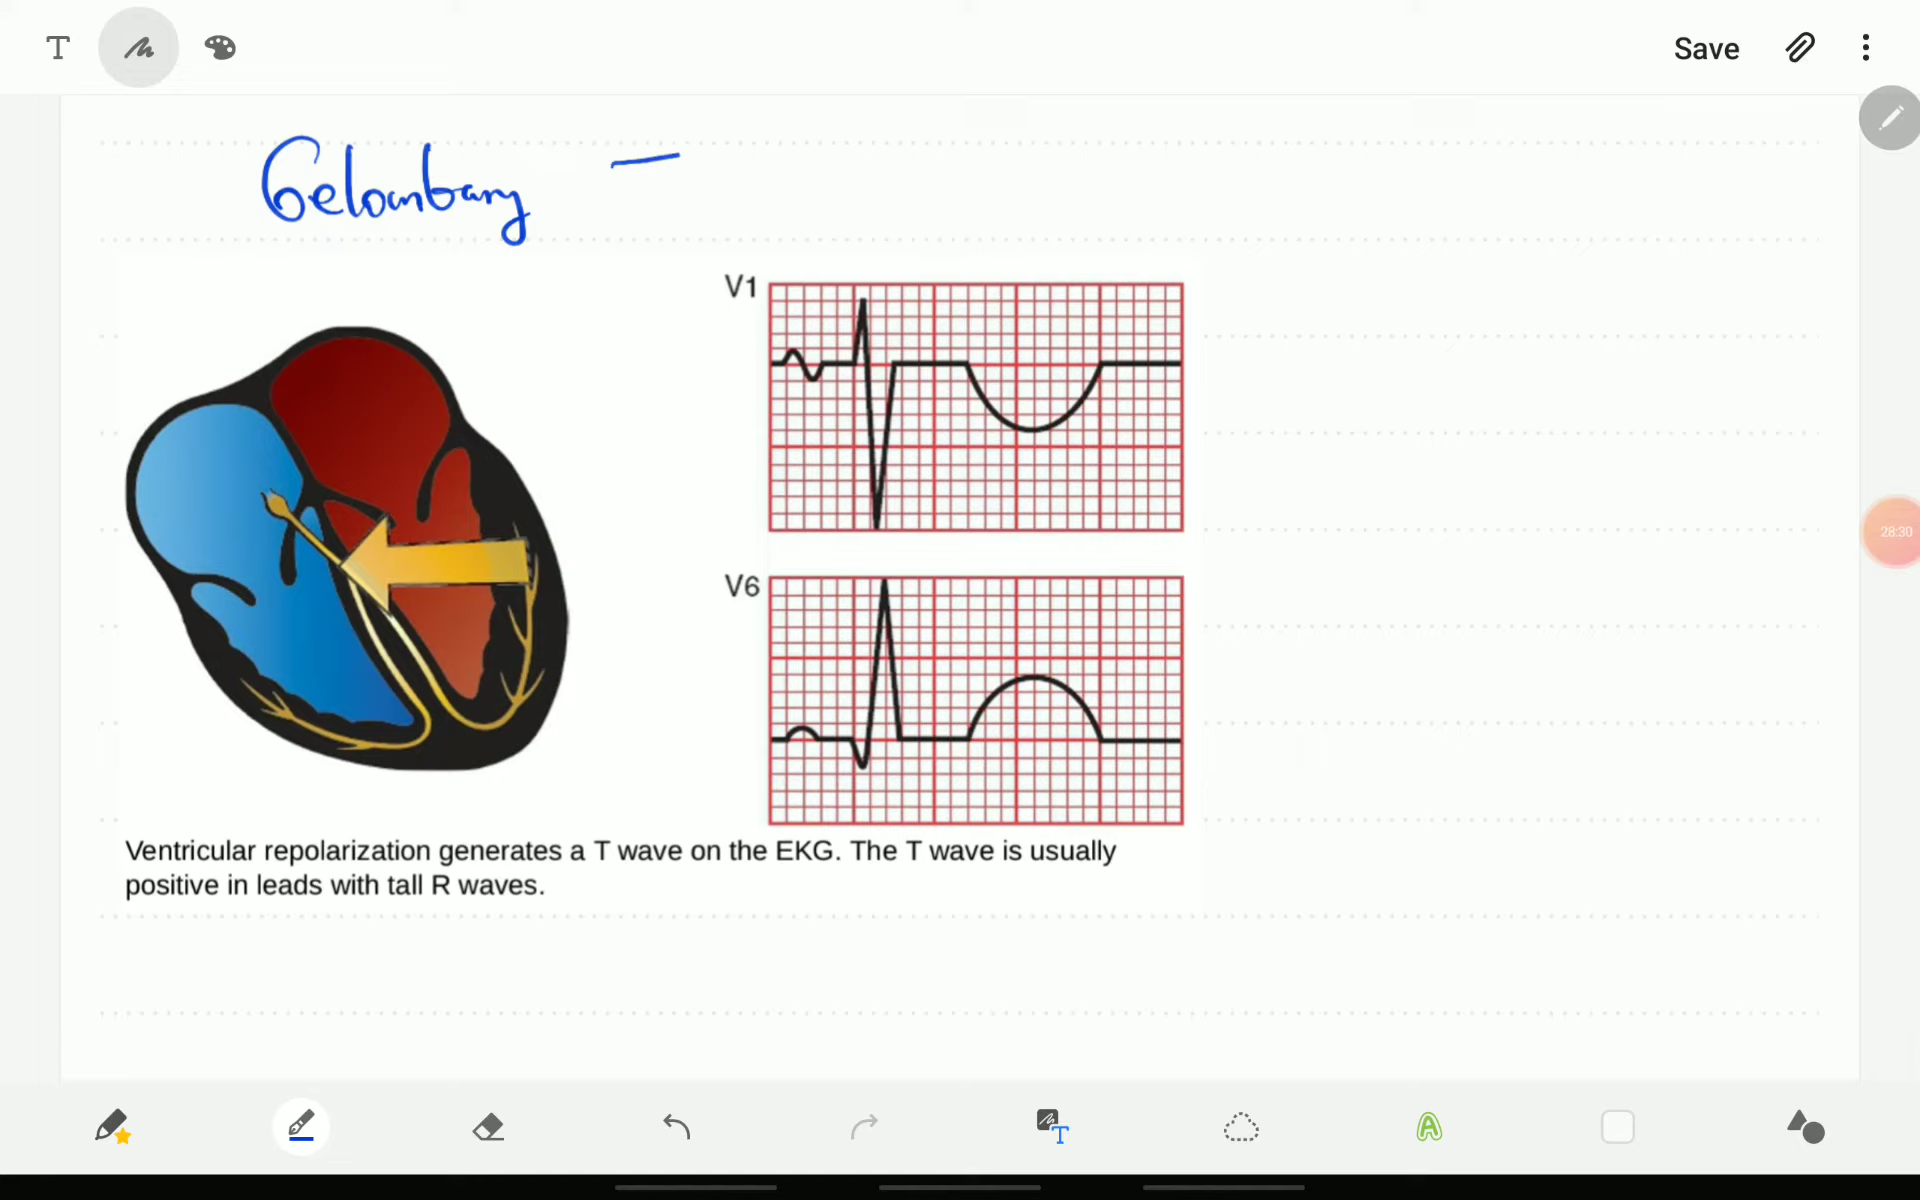 T
Save
Gelombang
V1
28:30
V6
Ventricular repolarization generates a T wave on the EKG. The T wave is usually
positive in leads with tall R waves.
T
A